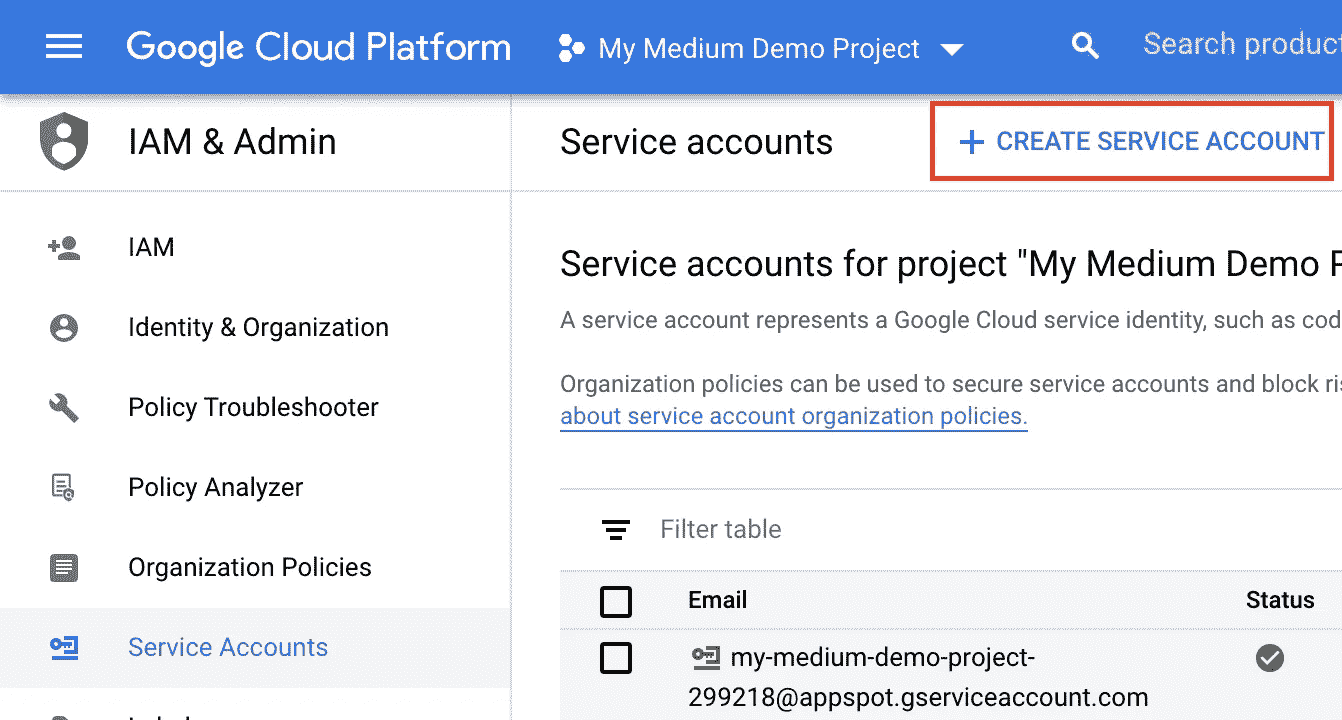 Google Cloud Platform
My Medium Demo Project
Search product
IAM & Admin
Service accounts
CREATE SERVICE ACCOUNT
IAM
Identity & Organization
Policy Troubleshooter
Policy Analyzer
Organization Policies
Service Accounts
Service accounts for project "My Medium Demo P
A service account represents a Google Cloud service identity, such as cod
Organization policies can be used to secure service accounts and block ris
about service account organization policies.
Filter table
Email
Status
my-medium-demo-project-
299218@appspot.gserviceaccount.com